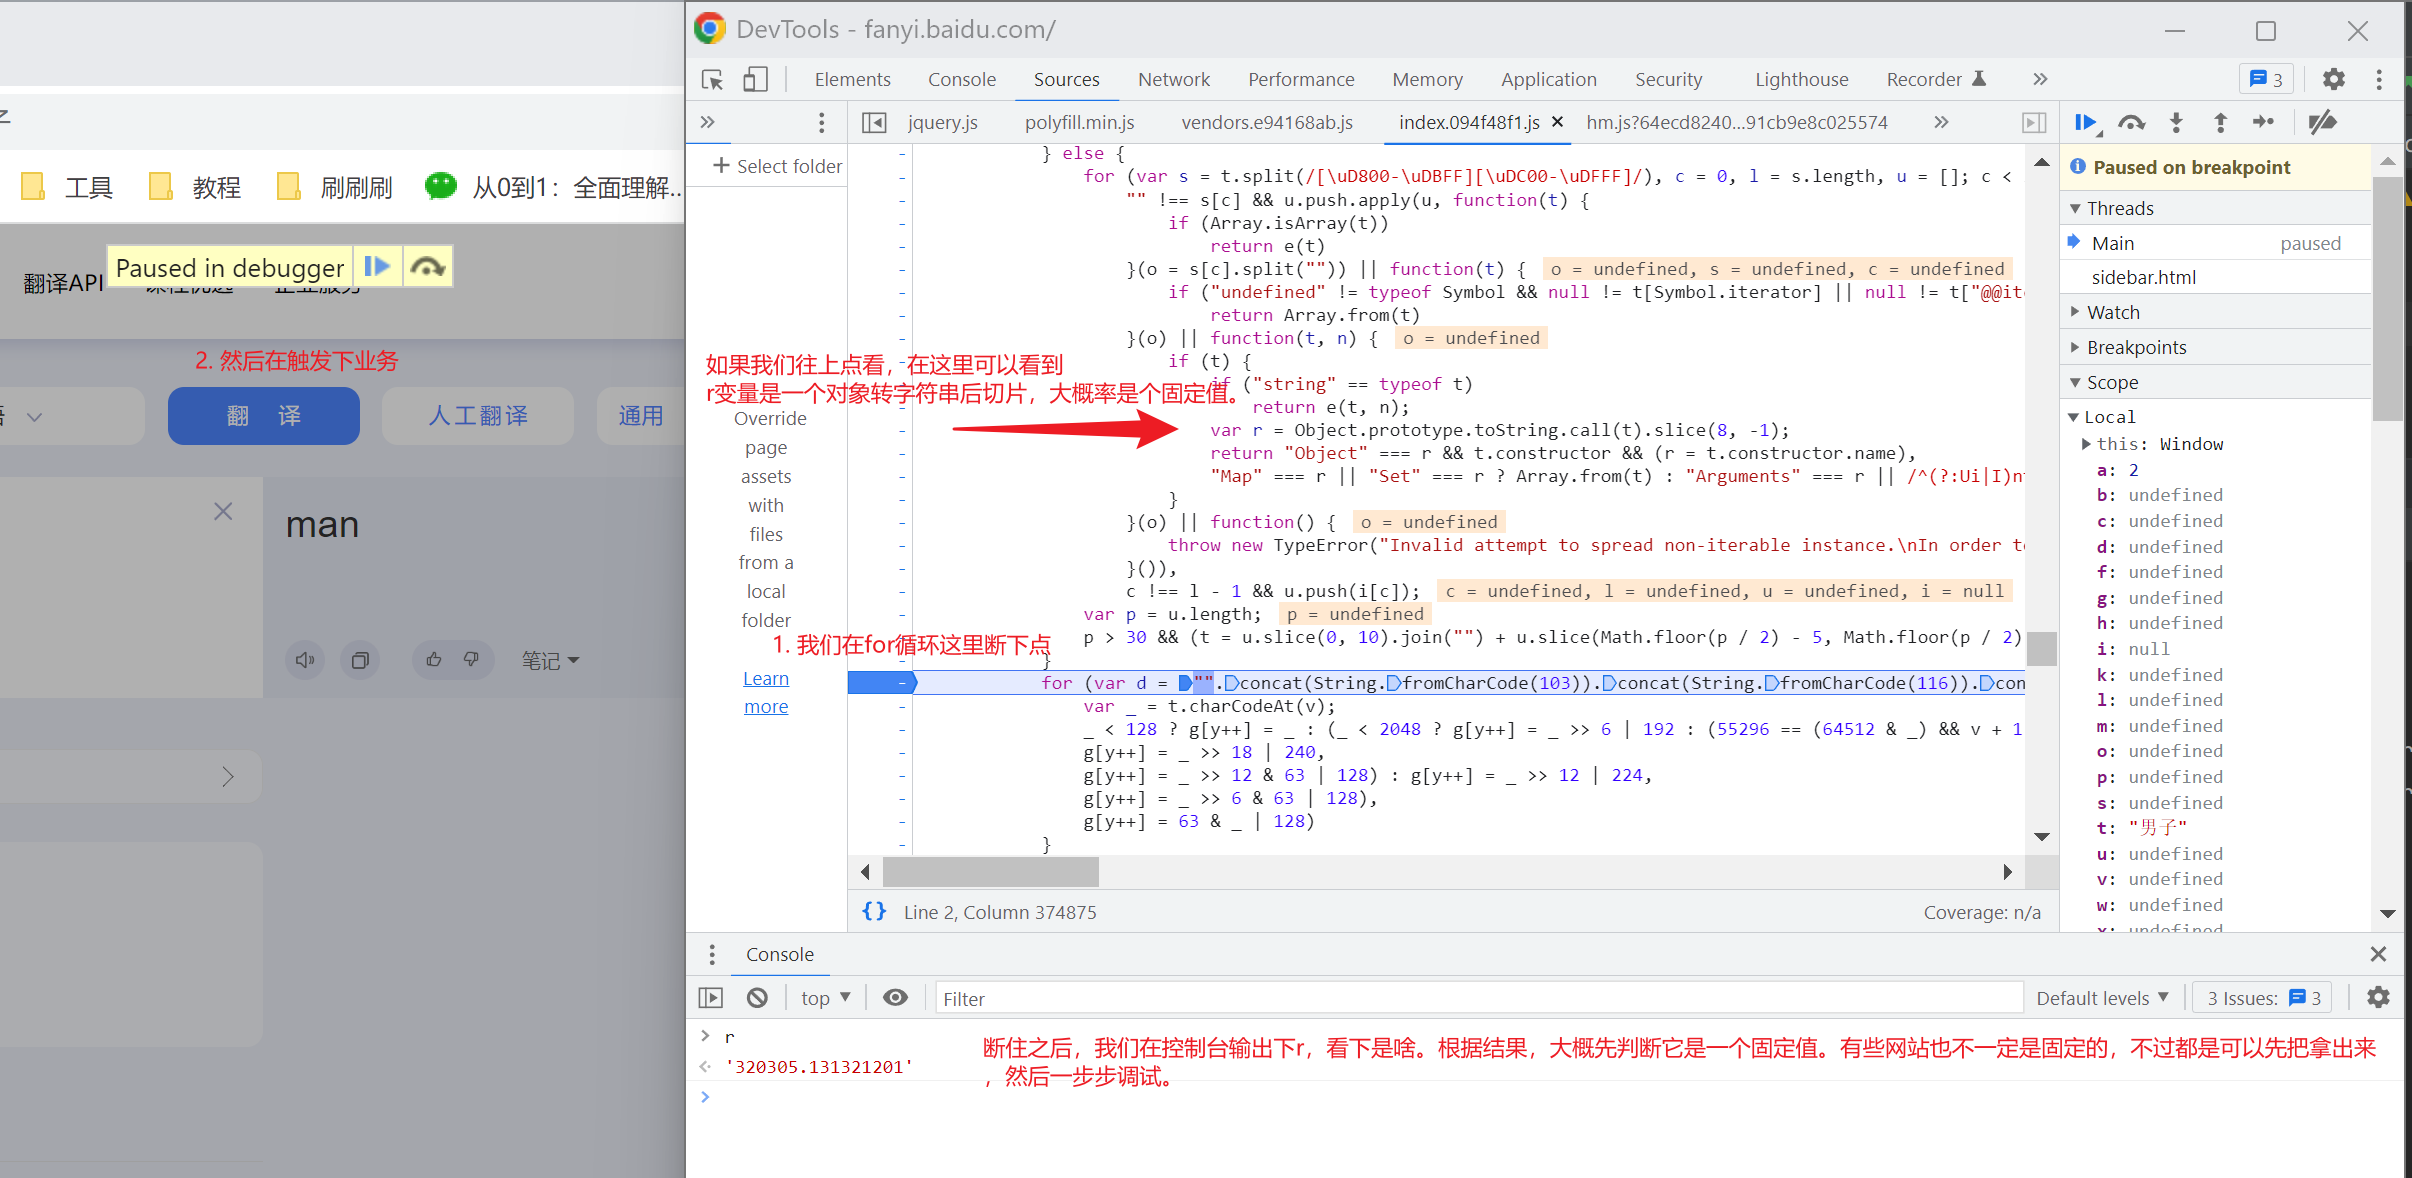 DevTools - fanyi.baidu.com/
Elements Console Sources Network Performance Memory Application Security Lighthouse Recorder 3
jquery.js polyfill.min.js vendors.e94168ab.js index.094f48f1.js hm.js?64ecd8240...91cb9e8c025574
工具 教程 刷刷刷 从0到1：全面理解...
Paused in debugger
翻译API
2. 然后在触发下业务
翻 译 人工翻译 通用
man
笔记
+ Select folder
Override
page
assets
with
files
from a
local
folder
Learn
more
} else {
for (var s = t.split(/[\uD800-\uDBFF][\uDC00-\uDFFF]/), c = 0, l = s.length, u = []; c <
"" !== s[c] && u.push.apply(u, function(t) {
if (Array.isArray(t))
return e(t)
}(o = s[c].split("")) || function(t) { o = undefined, s = undefined, c = undefined
if ("undefined" != typeof Symbol && null != t[Symbol.iterator] || null != t["@@ite
return Array.from(t)
}(o) || function(t, n) { o = undefined
if (t) {
如果我们往上点看，在这里可以看到
r变量是一个对象转字符串后切片，大概率是个固定值。
if ("string" == typeof t)
return e(t, n);
var r = Object.prototype.toString.call(t).slice(8, -1);
return "Object" === r && t.constructor && (r = t.constructor.name),
"Map" === r || "Set" === r ? Array.from(t) : "Arguments" === r || /^(?:Ui|I)n
}
}(o) || function() { o = undefined
throw new TypeError("Invalid attempt to spread non-iterable instance.\nIn order t
}()),
c !== l - 1 && u.push(i[c]); c = undefined, l = undefined, u = undefined, i = null
var p = u.length; p = undefined
p > 30 && (t = u.slice(0, 10).join("") + u.slice(Math.floor(p / 2) - 5, Math.floor(p / 2)
1. 我们在for循环这里断下点
}
for (var d = "".concat(String.fromCharCode(103)).concat(String.fromCharCode(116)).con
var _ = t.charCodeAt(v);
_ < 128 ? g[y++] = _ : (_ < 2048 ? g[y++] = _ >> 6 | 192 : (55296 == (64512 & _) && v + 1
g[y++] = _ >> 18 | 240,
g[y++] = _ >> 12 & 63 | 128) : g[y++] = _ >> 12 | 224,
g[y++] = _ >> 6 & 63 | 128),
g[y++] = 63 & _ | 128)
}
{} Line 2, Column 374875 Coverage: n/a
Paused on breakpoint
Threads
Main paused
sidebar.html
Watch
Breakpoints
Scope
Local
this: Window
a: 2
b: undefined
c: undefined
d: undefined
f: undefined
g: undefined
h: undefined
i: null
k: undefined
l: undefined
m: undefined
o: undefined
p: undefined
s: undefined
t: "男子"
u: undefined
v: undefined
w: undefined
x: undefined
Console
top Filter Default levels 3 Issues: 3
r
'320305.131321201'
断住之后，我们在控制台输出下r，看下是啥。根据结果，大概先判断它是一个固定值。有些网站也不一定是固定的，不过都是可以先把拿出来
，然后一步步调试。